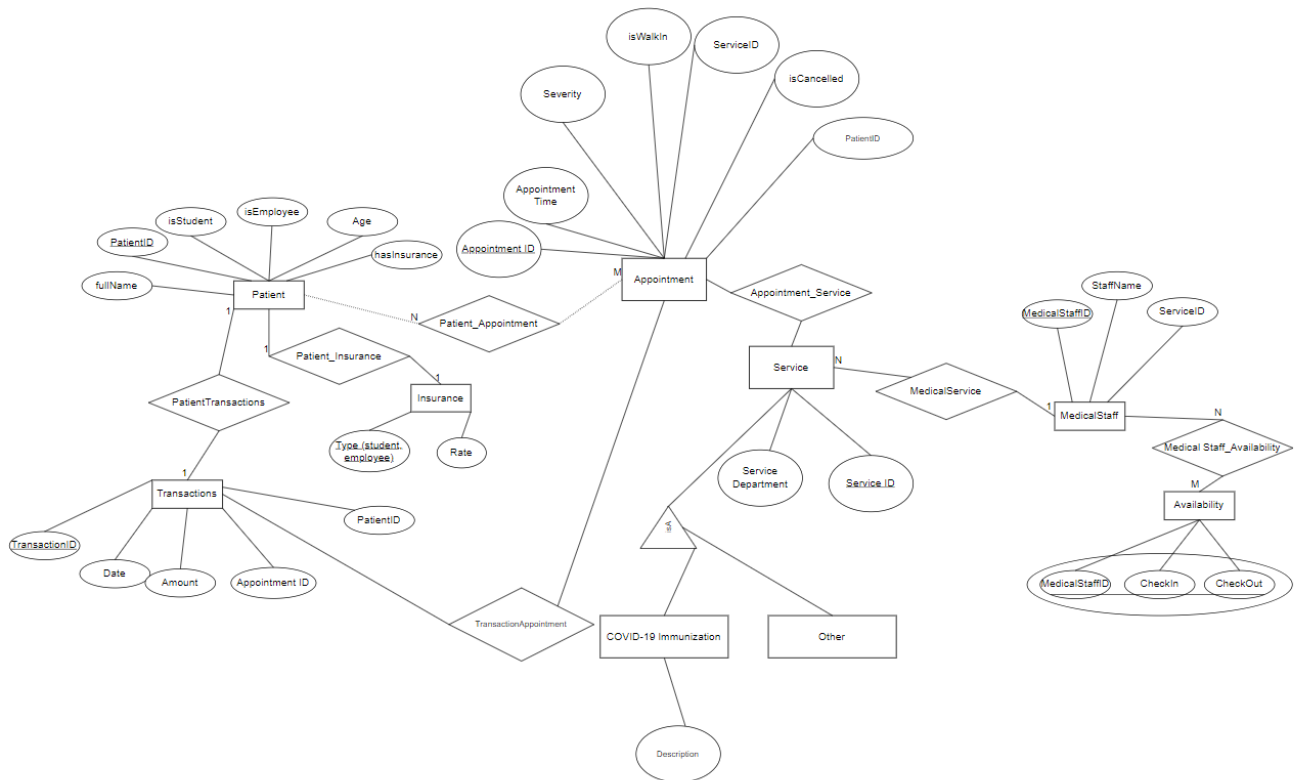 isWalkIn
ServiceID
isCancelled
Severity
PatientID
Appointment
Time
Appointment ID
isEmployee
isStudent
Age
PatientID
hasInsurance
fullName
M
Appointment
Patient
1
N
Patient_Appointment
Appointment_Service
StaffName
MedicalStaffID
ServiceID
1
Patient_Insurance
1
Service
N
MedicalService
1
MedicalStaff
N
Insurance
PatientTransactions
Type (student,
employee)
Rate
Medical Staff_Availability
1
Service
Department
Service ID
M
Transactions
Availability
PatientID
isA
TransactionID
Date
Amount
Appointment ID
MedicalStaffID
CheckIn
CheckOut
TransactionAppointment
COVID-19 Immunization
Other
Description